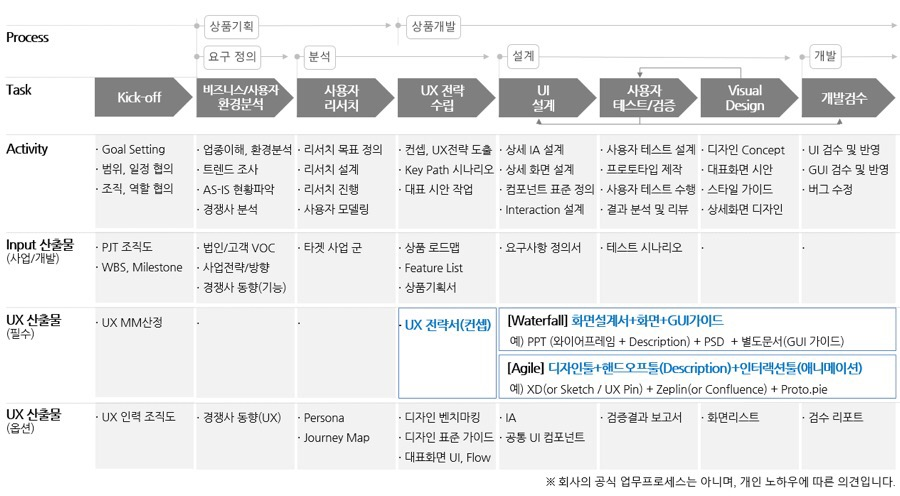 상품기획
상품개발
Process
요구 정의
분석
설계
개발
Task
Kick-off
비즈니스/사용자
환경분석
사용자
리서치
UX 전략
수립
UI
설계
사용자
테스트/검증
Visual
Design
개발검수
Activity
· Goal Setting
· 범위, 일정 협의
· 조직, 역할 협의
· 업종이해, 환경분석
· 트렌드 조사
· AS-IS 현황파악
· 경쟁사 분석
· 리서치 목표 정의
· 리서치 설계
· 리서치 진행
· 사용자 모델링
· 컨셉, UX전략 도출
· Key Path 시나리오
· 대표 시안 작업
· 상세 IA 설계
· 상세 화면 설계
· 컴포넌트 표준 정의
· Interaction 설계
· 사용자 테스트 설계
· 프로토타입 제작
· 사용자 테스트 수행
· 결과 분석 및 리뷰
· 디자인 Concept
· 대표화면 시안
· 스타일 가이드
· 상세화면 디자인
· UI 검수 및 반영
· GUI 검수 및 반영
· 버그 수정
Input 산출물
(사업/개발)
· PJT 조직도
· WBS, Milestone
· 법인/고객 VOC
· 사업전략/방향
· 경쟁사 동향(기능)
· 타겟 사업 군
· 상품 로드맵
· Feature List
· 상품기획서
· 요구사항 정의서
· 테스트 시나리오
·
·
UX 산출물
(필수)
· UX MM산정
·
·
· UX 전략서(컨셉)
[Waterfall] 화면설계서+화면+GUI가이드
예) PPT (와이어프레임 + Description) + PSD + 별도문서(GUI 가이드)
[Agile] 디자인툴+핸드오프툴(Description)+인터랙션툴(애니메이션)
예) XD(or Sketch / UX Pin) + Zeplin(or Confluence) + Proto.pie
UX 산출물
(옵션)
· UX 인력 조직도
· 경쟁사 동향(UX)
· Persona
· Journey Map
· 디자인 벤치마킹
· 디자인 표준 가이드
· 대표화면 UI, Flow
· IA
· 공통 UI 컴포넌트
· 검증결과 보고서
· 화면리스트
· 검수 리포트
※ 회사의 공식 업무프로세스는 아니며, 개인 노하우에 따른 의견입니다.